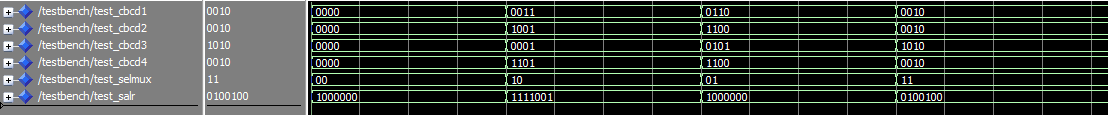 /testbench/test_cbcd1 0010 0000 0011 0110 0010
/testbench/test_cbcd2 0010 0000 1001 1100 0010
/testbench/test_cbcd3 1010 0000 0001 0101 1010
/testbench/test_cbcd4 0010 0000 1101 1100 0010
/testbench/test_selmux 11 00 10 01 11
/testbench/test_salr 0100100 1000000 1111001 1000000 0100100